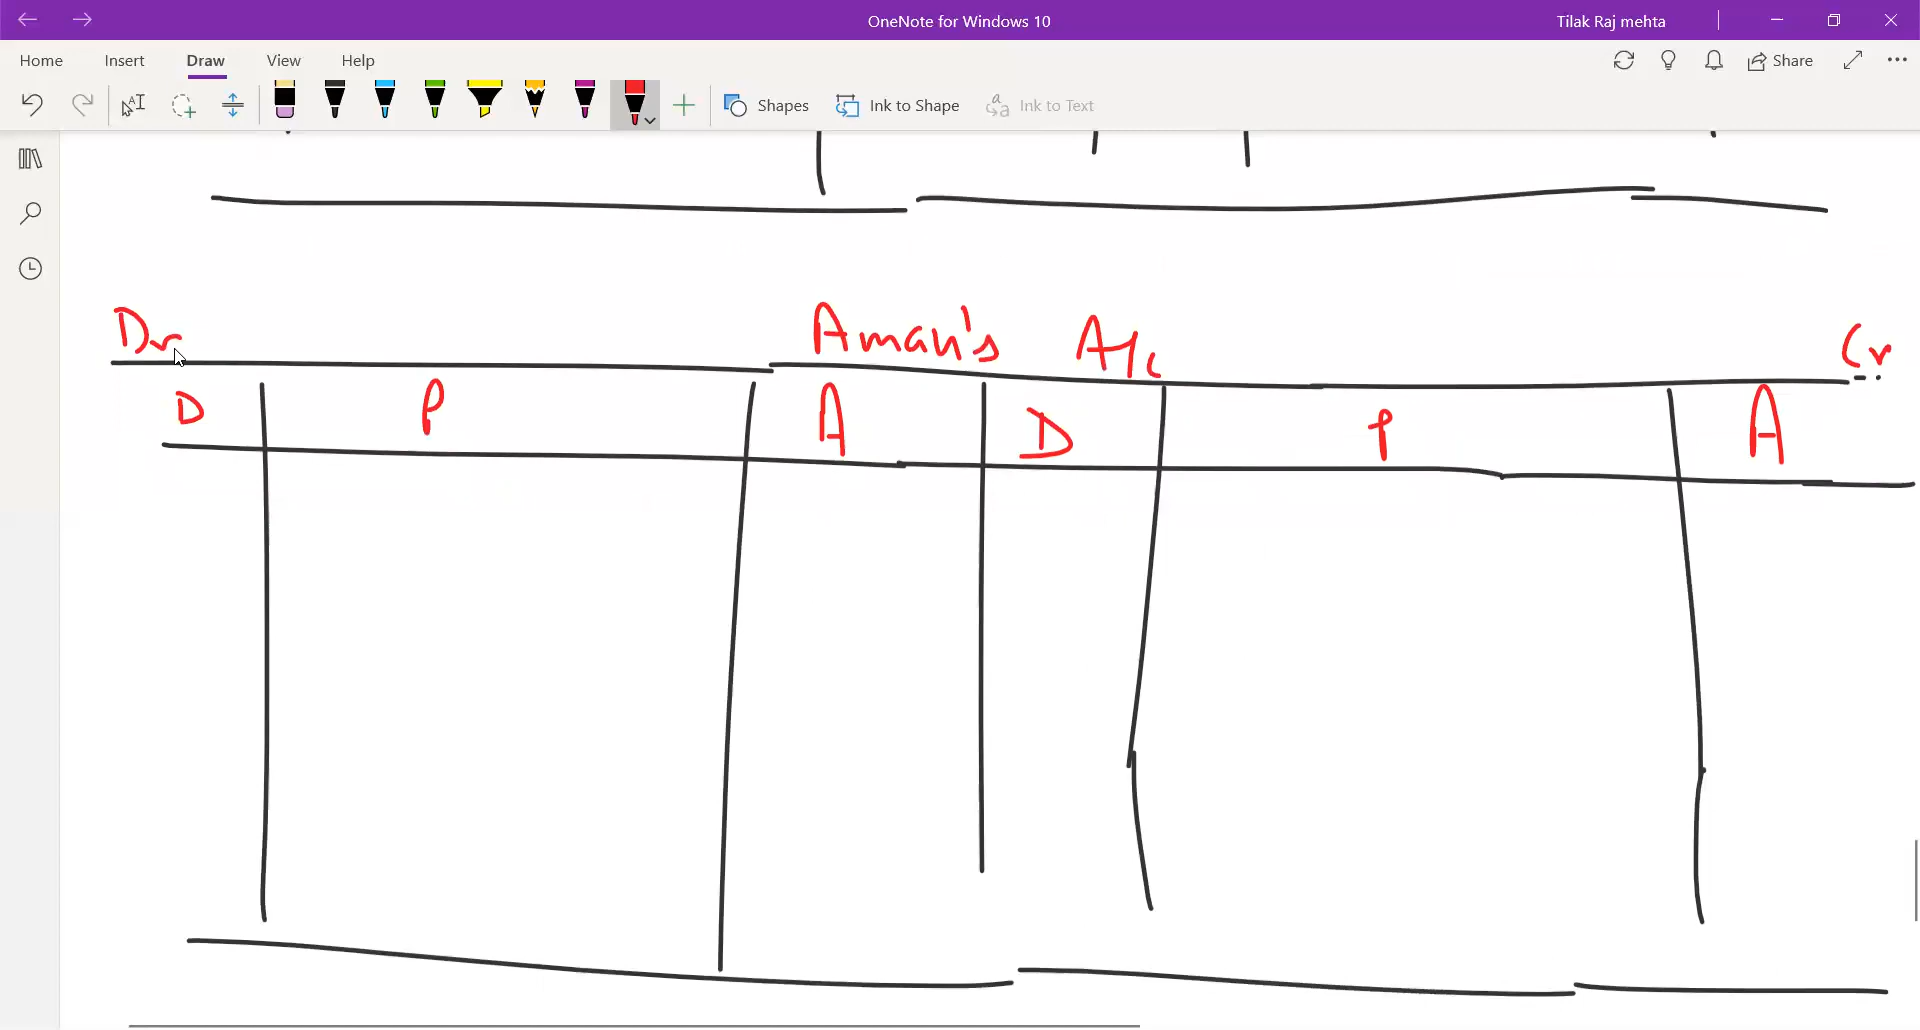 OneNote for Windows 10
Tilak Raj mehta
Home Insert Draw View Help
Share
Shapes Ink to Shape Ink to Text
Dr Aman's A/c Cr
D P A D P A